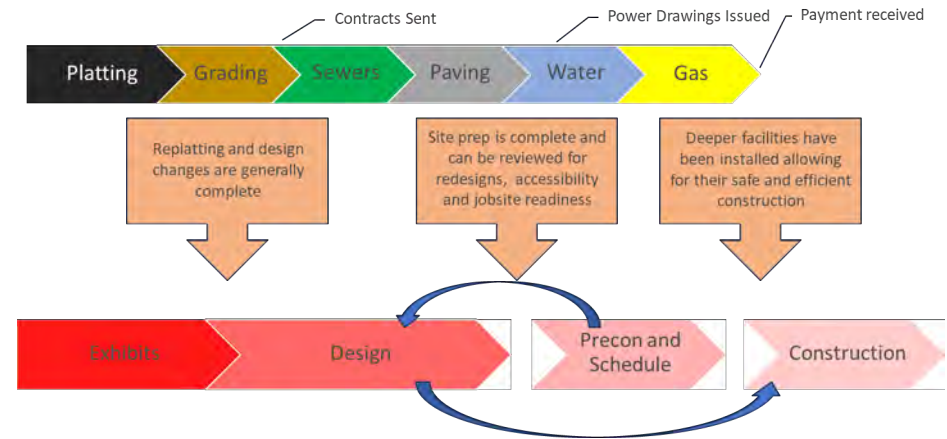 Contracts Sent
Power Drawings Issued
Payment received
Platting
Grading
Sewers
Paving
Water
Gas
Replatting and design
changes are generally
complete
Site prep is complete and
can be reviewed for
redesigns, accessibility
and jobsite readiness
Deeper facilities have
been installed allowing
for their safe and efficient
construction
Exhibits
Design
Precon and
Schedule
Construction